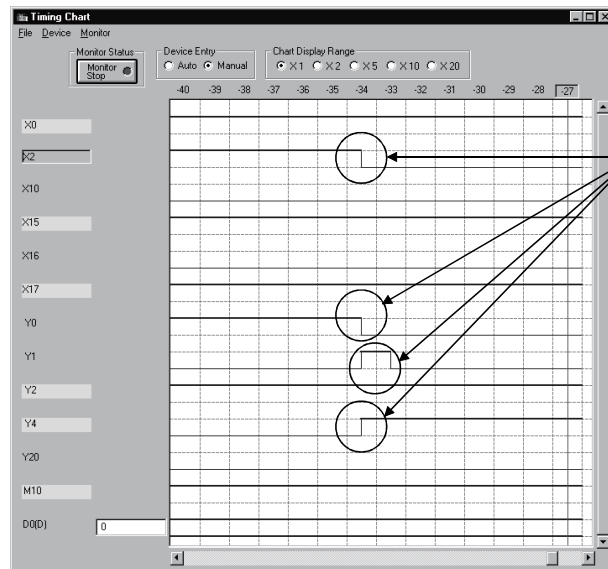 Timing Chart
File Device Monitor
Monitor Status
Monitor Stop
Device Entry
Auto Manual
Chart Display Range
X1 X2 X5 X10 X20
-40 -39 -38 -37 -36 -35 -34 -33 -32 -31 -30 -29 -28 -27
X0
X2
X10
X15
X16
X17
Y0
Y1
Y2
Y4
Y20
M10
D0(D) 0